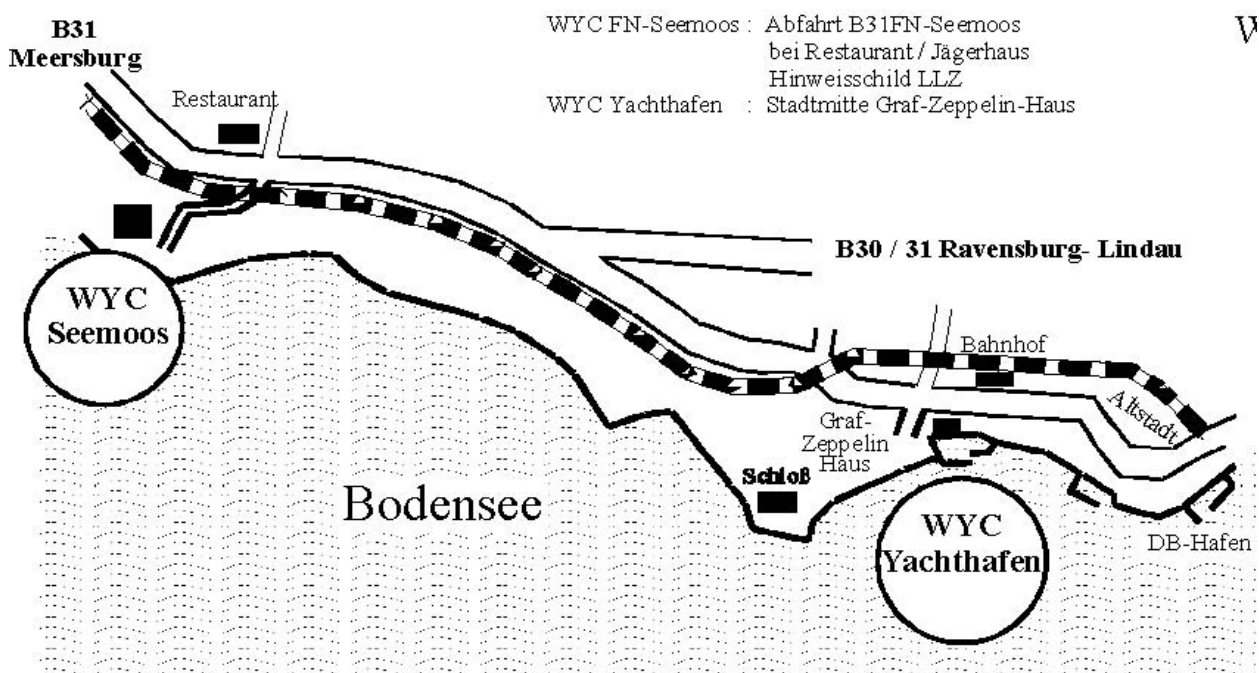 B31
Meersburg
WYC FN-Seemoos : Abfahrt B31FN-Seemoos
bei Restaurant / Jägerhaus
Hinweisschild LLZ
WYC Yachthafen : Stadtmitte Graf-Zeppelin-Haus
W
Restaurant
B30 / 31 Ravensburg- Lindau
WYC
Seemoos
Bahnhof
Altstadt
Graf-
Zeppelin
Haus
Schloß
Bodensee
WYC
Yachthafen
DB-Hafen